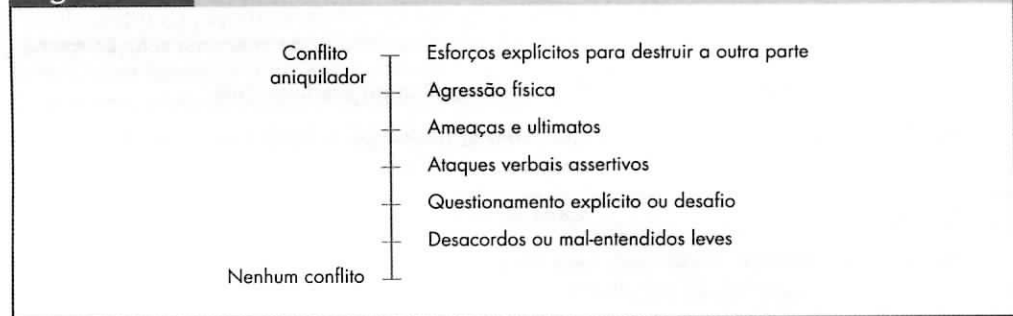 Conflito
aniquilador
Esforços explícitos para destruir a outra parte
Agressão física
Ameaças e ultimatos
Ataques verbais assertivos
Questionamento explícito ou desafio
Desacordos ou mal-entendidos leves
Nenhum conflito